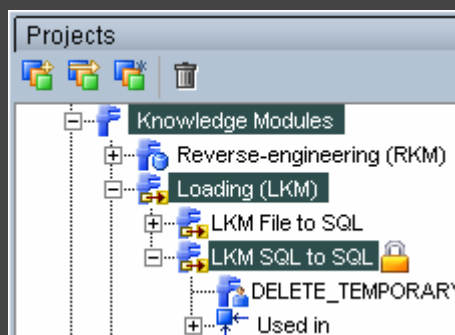 Projects
Knowledge Modules
Reverse-engineering (RKM)
Loading (LKM)
LKM File to SQL
LKM SQL to SQL
DELETE_TEMPORARY
Used in